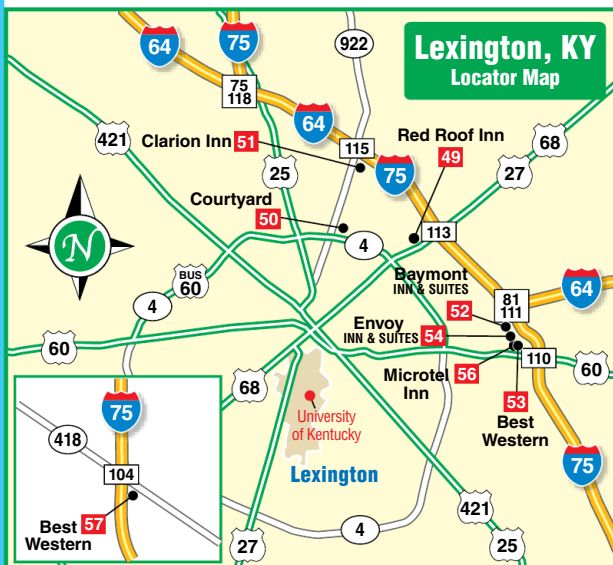 Lexington, KY
Locator Map
64
75
922
75
118
64
421
Clarion Inn 51
115
Red Roof Inn
49
68
27
75
25
Courtyard
50
4
113
N
BUS
60
4
Baymont
INN & SUITES
52
81
111
64
Envoy
INN & SUITES 54
60
110
60
Microtel 56
Inn
53
Best
Western
68
University
of Kentucky
Lexington
75
418
104
Best 57
Western
75
421
4
27
25